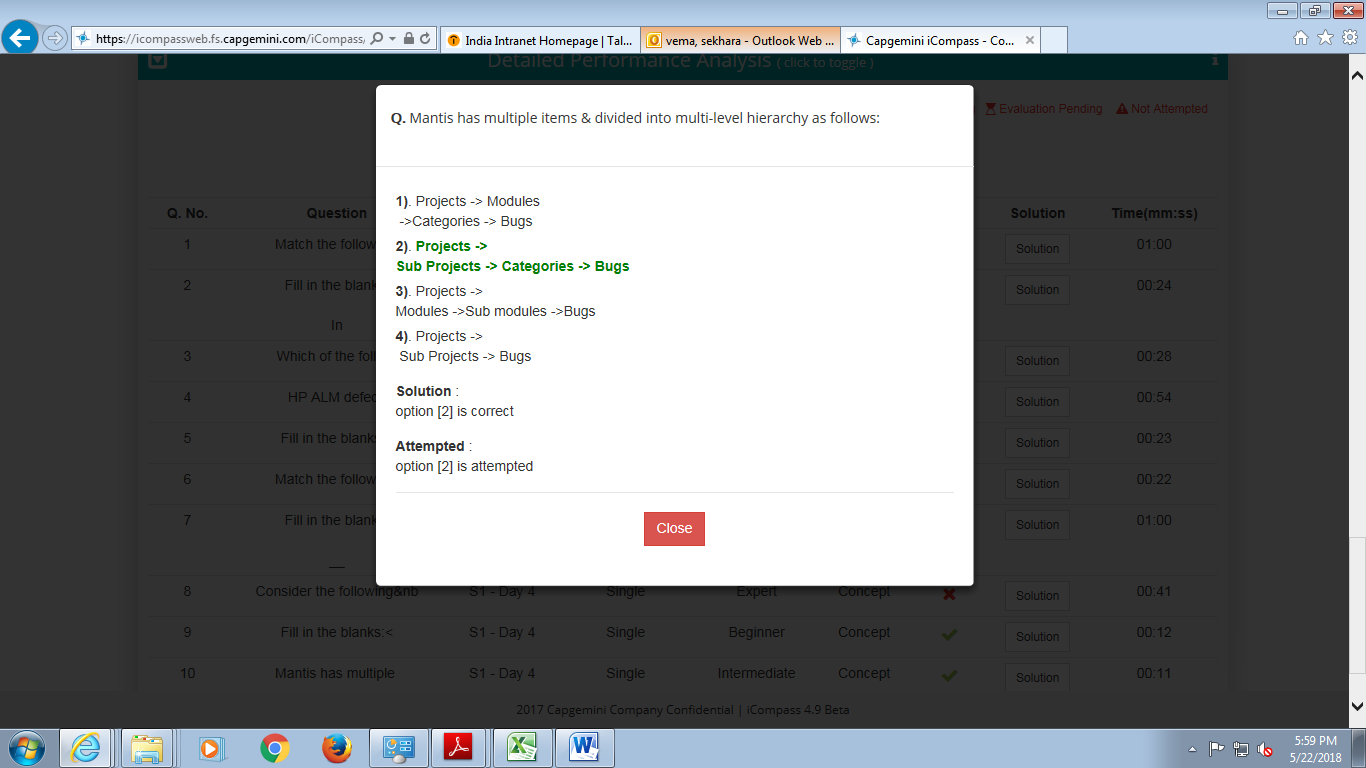 https://icompassweb.fs.capgemini.com/iCompass/
India Intranet Homepage | Tal...
vema, sekhara - Outlook Web ...
Capgemini iCompass - Co...
Detailed Performance Analysis ( click to toggle )
Evaluation Pending
Not Attempted
Q. Mantis has multiple items & divided into multi-level hierarchy as follows:
1). Projects -> Modules
->Categories -> Bugs
2). Projects ->
Sub Projects -> Categories -> Bugs
3). Projects ->
Modules ->Sub modules ->Bugs
4). Projects ->
Sub Projects -> Bugs
Solution :
option [2] is correct
Attempted :
option [2] is attempted
Close
Q. No. Question Solution Time(mm:ss)
1 Match the follow Solution 01:00
2 Fill in the blank Solution 00:24
In
3 Which of the foll Solution 00:28
4 HP ALM defec Solution 00:54
5 Fill in the blank Solution 00:23
6 Match the follow Solution 00:22
7 Fill in the blank Solution 01:00
__
8 Consider the following&nb S1 - Day 4 Single Expert Concept Solution 00:41
9 Fill in the blanks:< S1 - Day 4 Single Beginner Concept Solution 00:12
10 Mantis has multiple S1 - Day 4 Single Intermediate Concept Solution 00:11
2017 Capgemini Company Confidential | iCompass 4.9 Beta
5:59 PM
5/22/2018